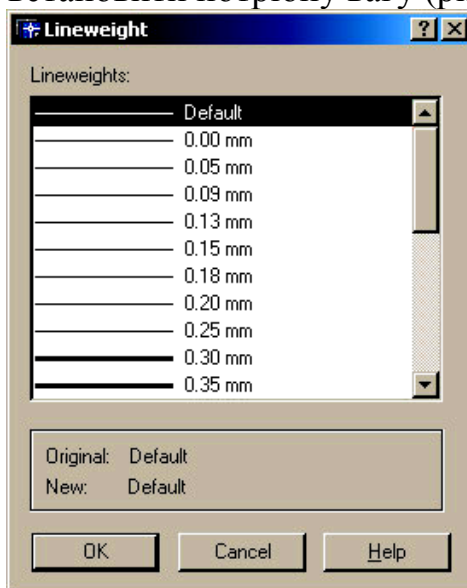 Lineweight
Lineweights:
Default
0.00 mm
0.05 mm
0.09 mm
0.13 mm
0.15 mm
0.18 mm
0.20 mm
0.25 mm
0.30 mm
0.35 mm
Original: Default
New: Default
OK Cancel Help